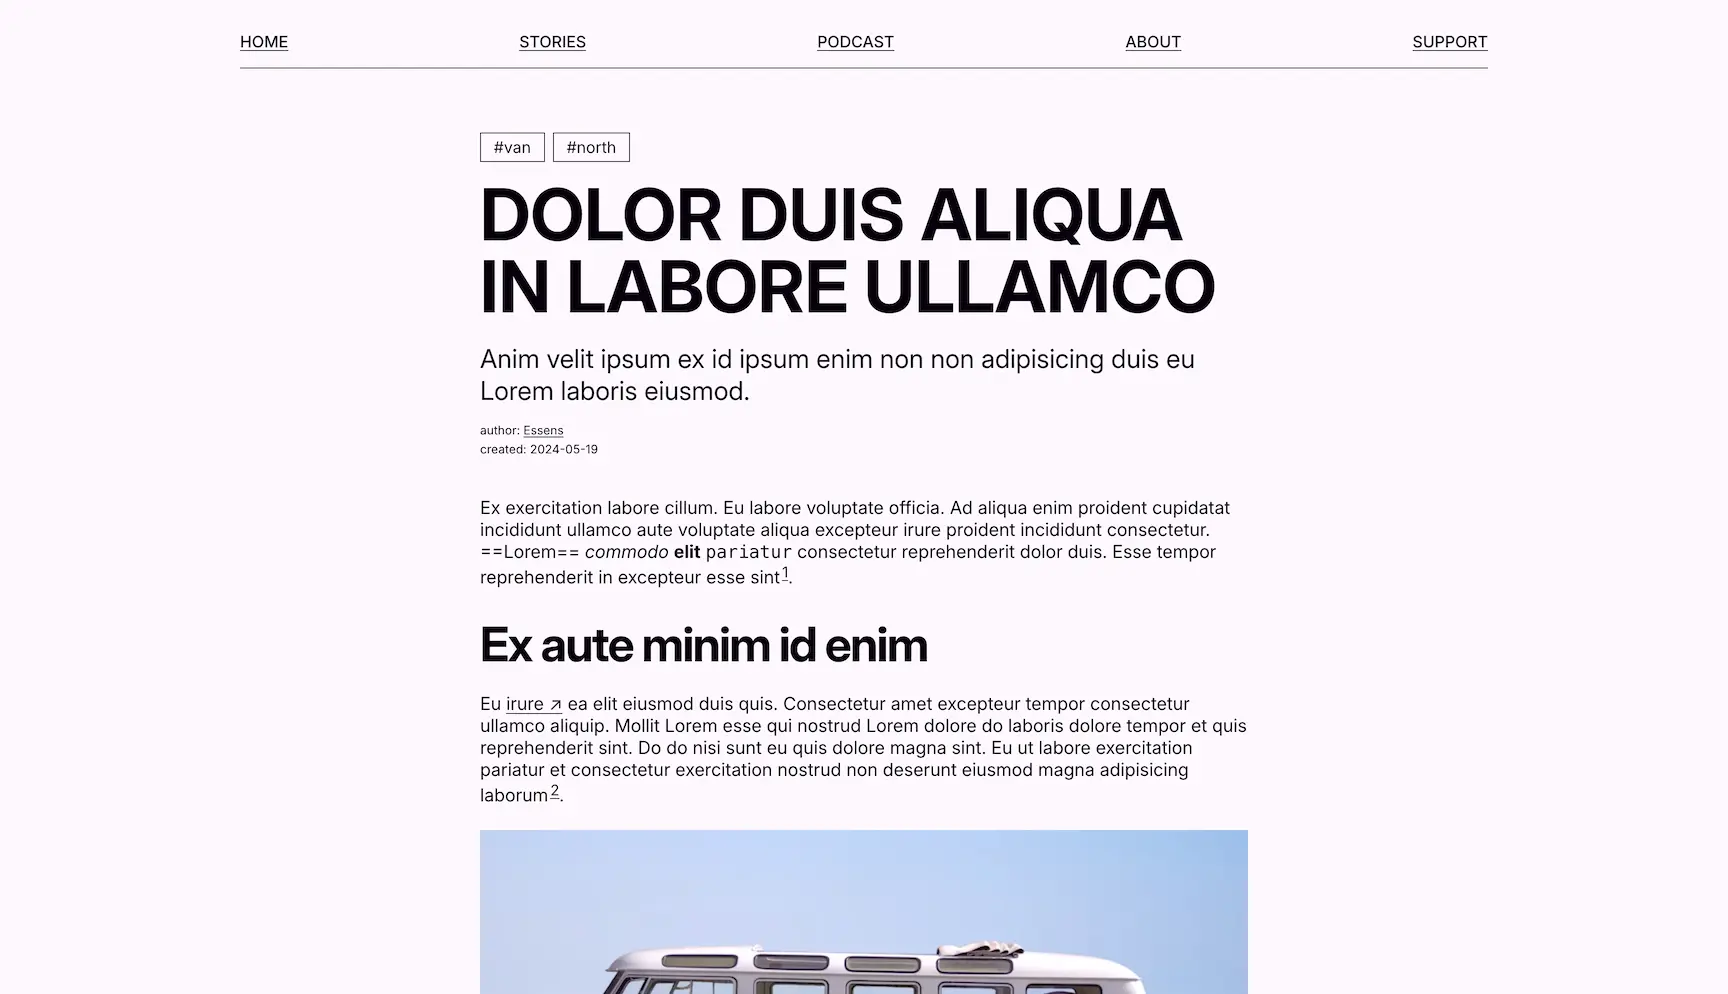 HOME STORIES PODCAST ABOUT SUPPORT
#van #north
DOLOR DUIS ALIQUA
IN LABORE ULLAMCO
Anim velit ipsum ex id ipsum enim non non adipisicing duis eu
Lorem laboris eiusmod.
author: Essens
created: 2024-05-19
Ex exercitation labore cillum. Eu labore voluptate officia. Ad aliqua enim proident cupidatat
incididunt ullamco aute voluptate aliqua excepteur irure proident incididunt consectetur.
==Lorem== commodo elit pariatur consectetur reprehenderit dolor duis. Esse tempor
reprehenderit in excepteur esse sint1.
Ex aute minim id enim
Eu irure ↗ ea elit eiusmod duis quis. Consectetur amet excepteur tempor consectetur
ullamco aliquip. Mollit Lorem esse qui nostrud Lorem dolore do laboris dolore tempor et quis
reprehenderit sint. Do do nisi sunt eu quis dolore magna sint. Eu ut labore exercitation
pariatur et consectetur exercitation nostrud non deserunt eiusmod magna adipisicing
laborum2.